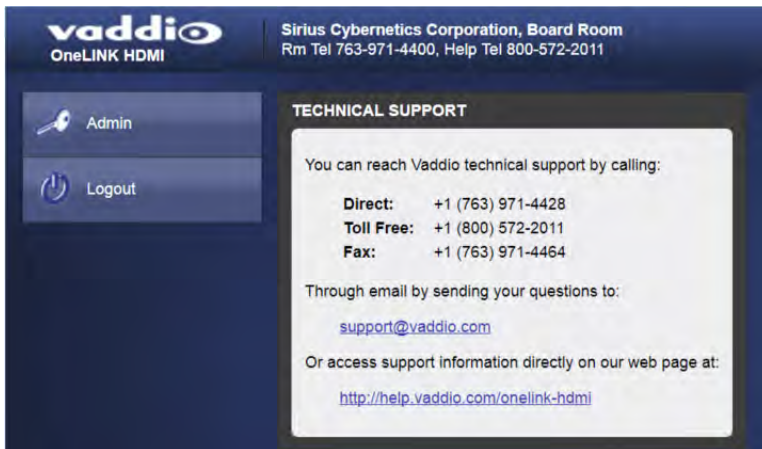 vaddio
OneLINK HDMI
Sirius Cybernetics Corporation, Board Room
Rm Tel 763-971-4400, Help Tel 800-572-2011
Admin
Logout
TECHNICAL SUPPORT
You can reach Vaddio technical support by calling:
Direct: +1 (763) 971-4428
Toll Free: +1 (800) 572-2011
Fax: +1 (763) 971-4464
Through email by sending your questions to:
support@vaddio.com
Or access support information directly on our web page at:
http://help.vaddio.com/onelink-hdmi